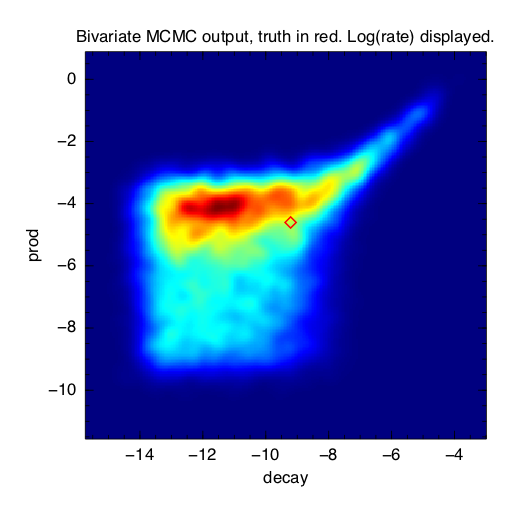 Bivariate MCMC output, truth in red. Log(rate) displayed.
0
−2
−4
−6
−8
−10
prod
−14 −12 −10 −8 −6 −4
decay